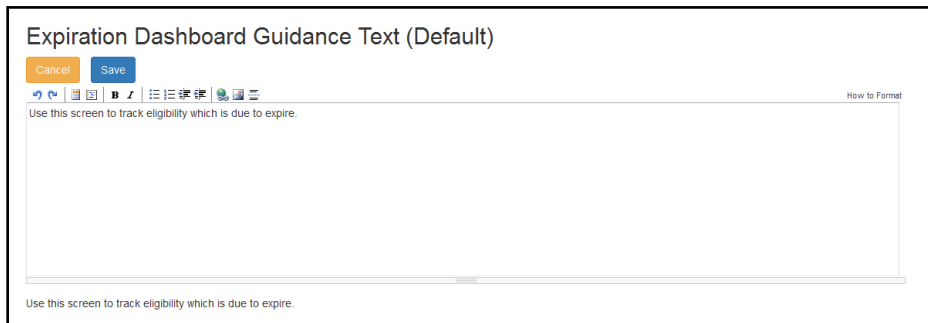 Expiration Dashboard Guidance Text (Default)
Cancel Save
B I How to Format
Use this screen to track eligibility which is due to expire.
Use this screen to track eligibility which is due to expire.